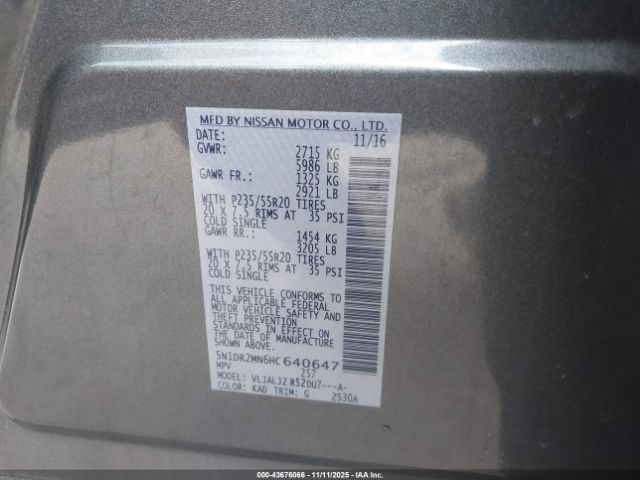 MFD BY NISSAN MOTOR CO., LTD.
DATE: 11/16
GVWR: 2715 KG
5986 LB
GAWR FR.: 1325 KG
2921 LB
WITH P235/55R20 TIRES
20 X 7.5 RIMS AT 35 PSI
COLD SINGLE
GAWR RR.: 1454 KG
3205 LB
WITH P235/55R20 TIRES
20 X 7.5 RIMS AT 35 PSI
COLD SINGLE
THIS VEHICLE CONFORMS TO
ALL APPLICABLE FEDERAL
MOTOR VEHICLE SAFETY AND
THEFT PREVENTION
STANDARDS IN EFFECT ON
THE DATE OF MANUFACTURE
SHOWN ABOVE.
5N1DR2MN6HC640647
MPV 257
MODEL: VLJALJZ R52DU7---A-
COLOR: KAD TRIM: G 2530A
000-43676066 - 11/11/2025 - IAA Inc.